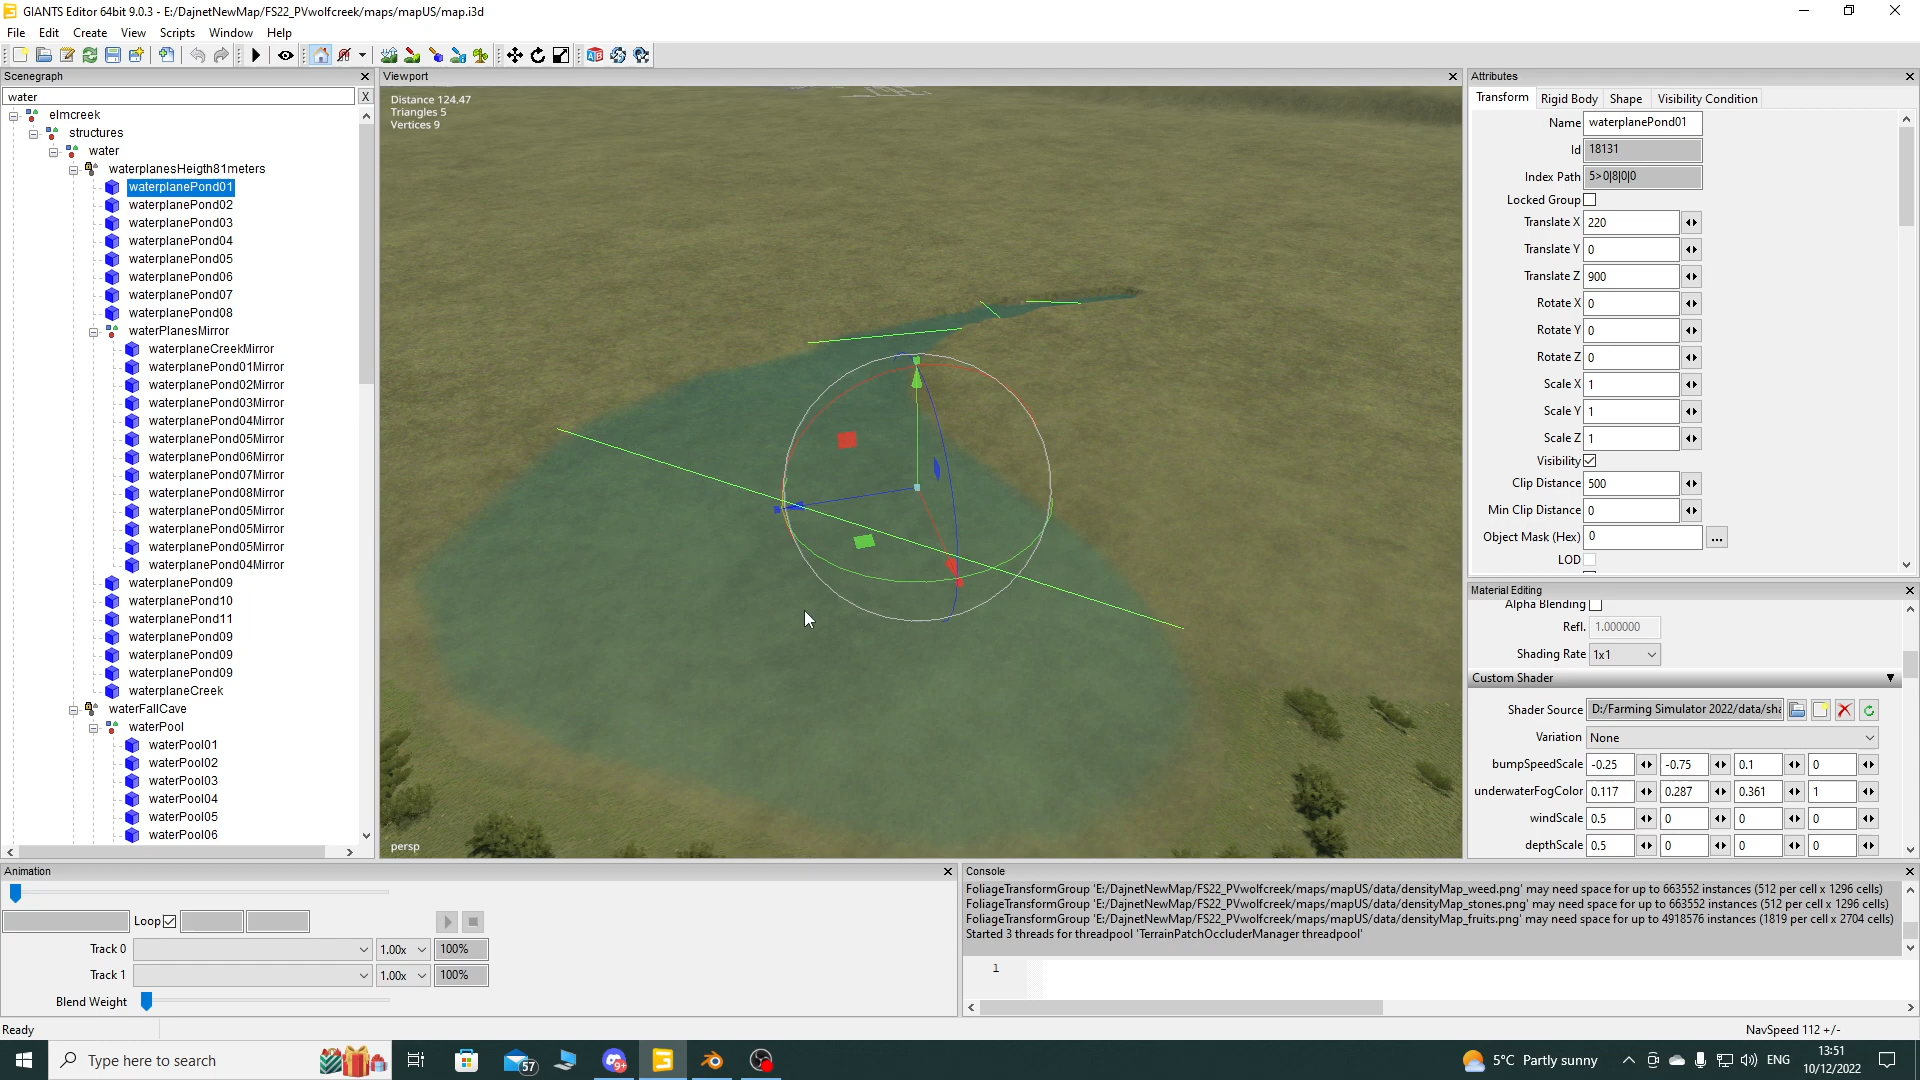 GIANTS Editor 64bit 9.0.3 - E:/DajnetNewMap/FS22_PVwolfcreek/maps/mapUS/map.i3d
File Edit Create View Scripts Window Help
Scenegraph
water
X
elmcreek
structures
water
waterplanesHeigth81meters
waterplanePond01
waterplanePond02
waterplanePond03
waterplanePond04
waterplanePond05
waterplanePond06
waterplanePond07
waterplanePond08
waterPlanesMirror
waterplaneCreekMirror
waterplanePond01Mirror
waterplanePond02Mirror
waterplanePond03Mirror
waterplanePond04Mirror
waterplanePond05Mirror
waterplanePond06Mirror
waterplanePond07Mirror
waterplanePond08Mirror
waterplanePond05Mirror
waterplanePond05Mirror
waterplanePond05Mirror
waterplanePond04Mirror
waterplanePond09
waterplanePond10
waterplanePond11
waterplanePond09
waterplanePond09
waterplanePond09
waterplaneCreek
waterFallCave
waterPool
waterPool01
waterPool02
waterPool03
waterPool04
waterPool05
waterPool06
Viewport
Distance 124.47
Triangles 5
Vertices 9
persp
Attributes
Transform Rigid Body Shape Visibility Condition
Name waterplanePond01
Id 18131
Index Path 5>0|8|0|0
Locked Group
Translate X 220
Translate Y 0
Translate Z 900
Rotate X 0
Rotate Y 0
Rotate Z 0
Scale X 1
Scale Y 1
Scale Z 1
Visibility
Clip Distance 500
Min Clip Distance 0
Object Mask (Hex) 0 ...
LOD
Material Editing
Alpha Blending
Refl. 1.000000
Shading Rate 1x1
Custom Shader
Shader Source D:/Farming Simulator 2022/data/sha
Variation None
bumpSpeedScale -0.25 -0.75 0.1 0
underwaterFogColor 0.117 0.287 0.361 1
windScale 0.5 0 0 0
depthScale 0.5 0 0 0
Animation
Loop
Track 0 1.00x 100%
Track 1 1.00x 100%
Blend Weight
Console
FoliageTransformGroup 'E:/DajnetNewMap/FS22_PVwolfcreek/maps/mapUS/data/densityMap_weed.png' may need space for up to 663552 instances (512 per cell x 1296 cells)
FoliageTransformGroup 'E:/DajnetNewMap/FS22_PVwolfcreek/maps/mapUS/data/densityMap_stones.png' may need space for up to 663552 instances (512 per cell x 1296 cells)
FoliageTransformGroup 'E:/DajnetNewMap/FS22_PVwolfcreek/maps/mapUS/data/densityMap_fruits.png' may need space for up to 4918576 instances (1819 per cell x 2704 cells)
Started 3 threads for threadpool 'TerrainPatchOccluderManager threadpool'
1
Ready
NavSpeed 112 +/-
Type here to search
57
9+
5°C Partly sunny
ENG
13:51
10/12/2022